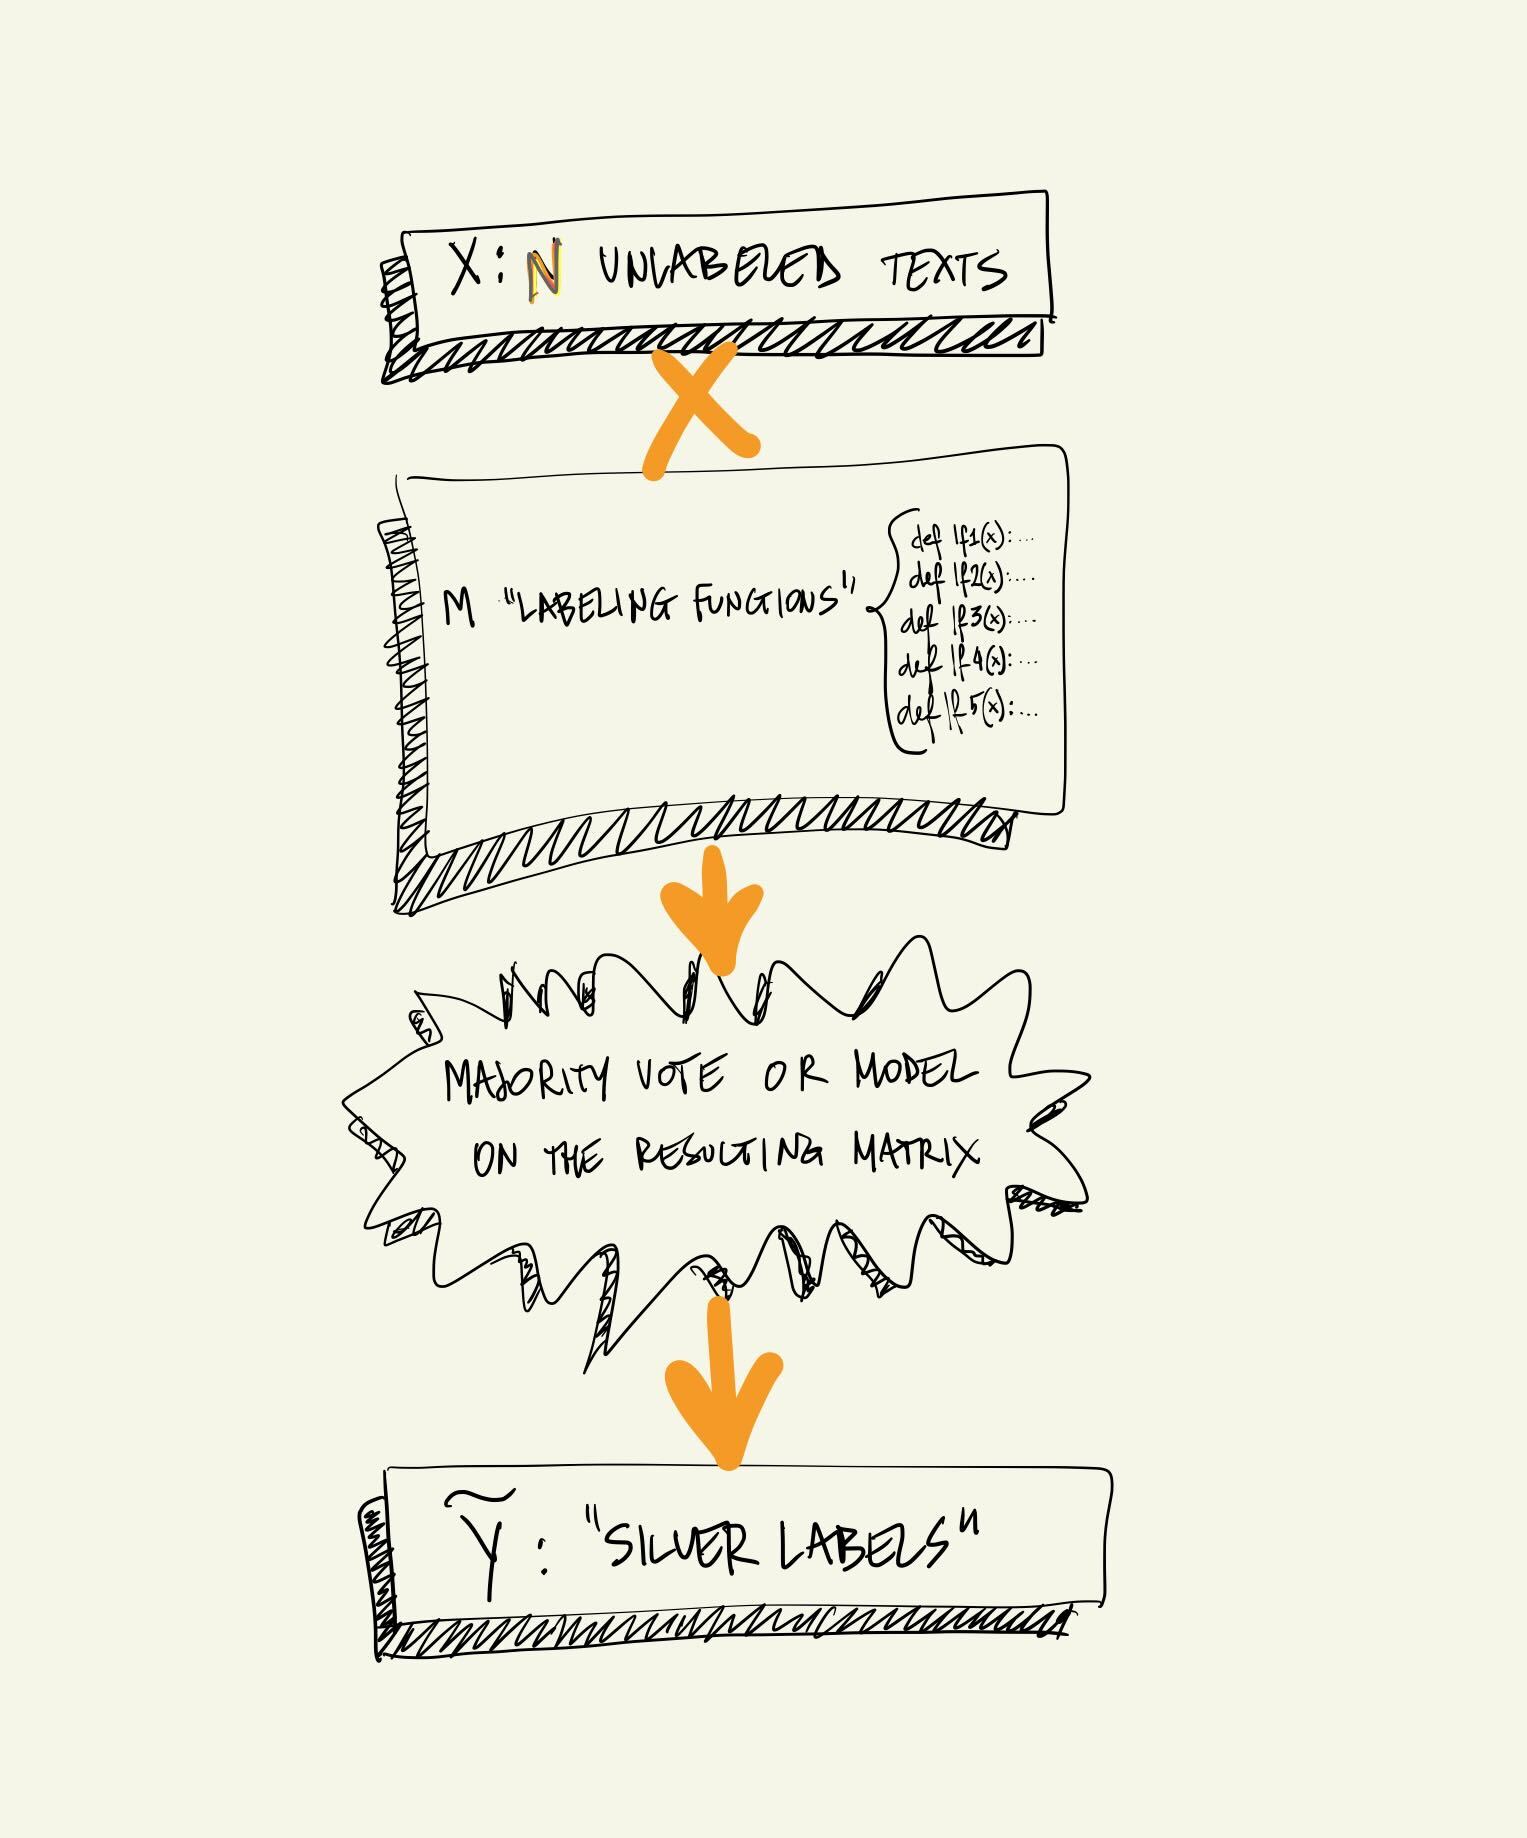 X: N UNLABELED TEXTS
M "LABELING FUNCTIONS"
def lf1(x):...
def lf2(x):....
def lf3(x):....
def lf4(x):...
def lf5(x):...
MAJORITY VOTE OR MODEL
ON THE RESULTING MATRIX
Ỹ: "SILVER LABELS"